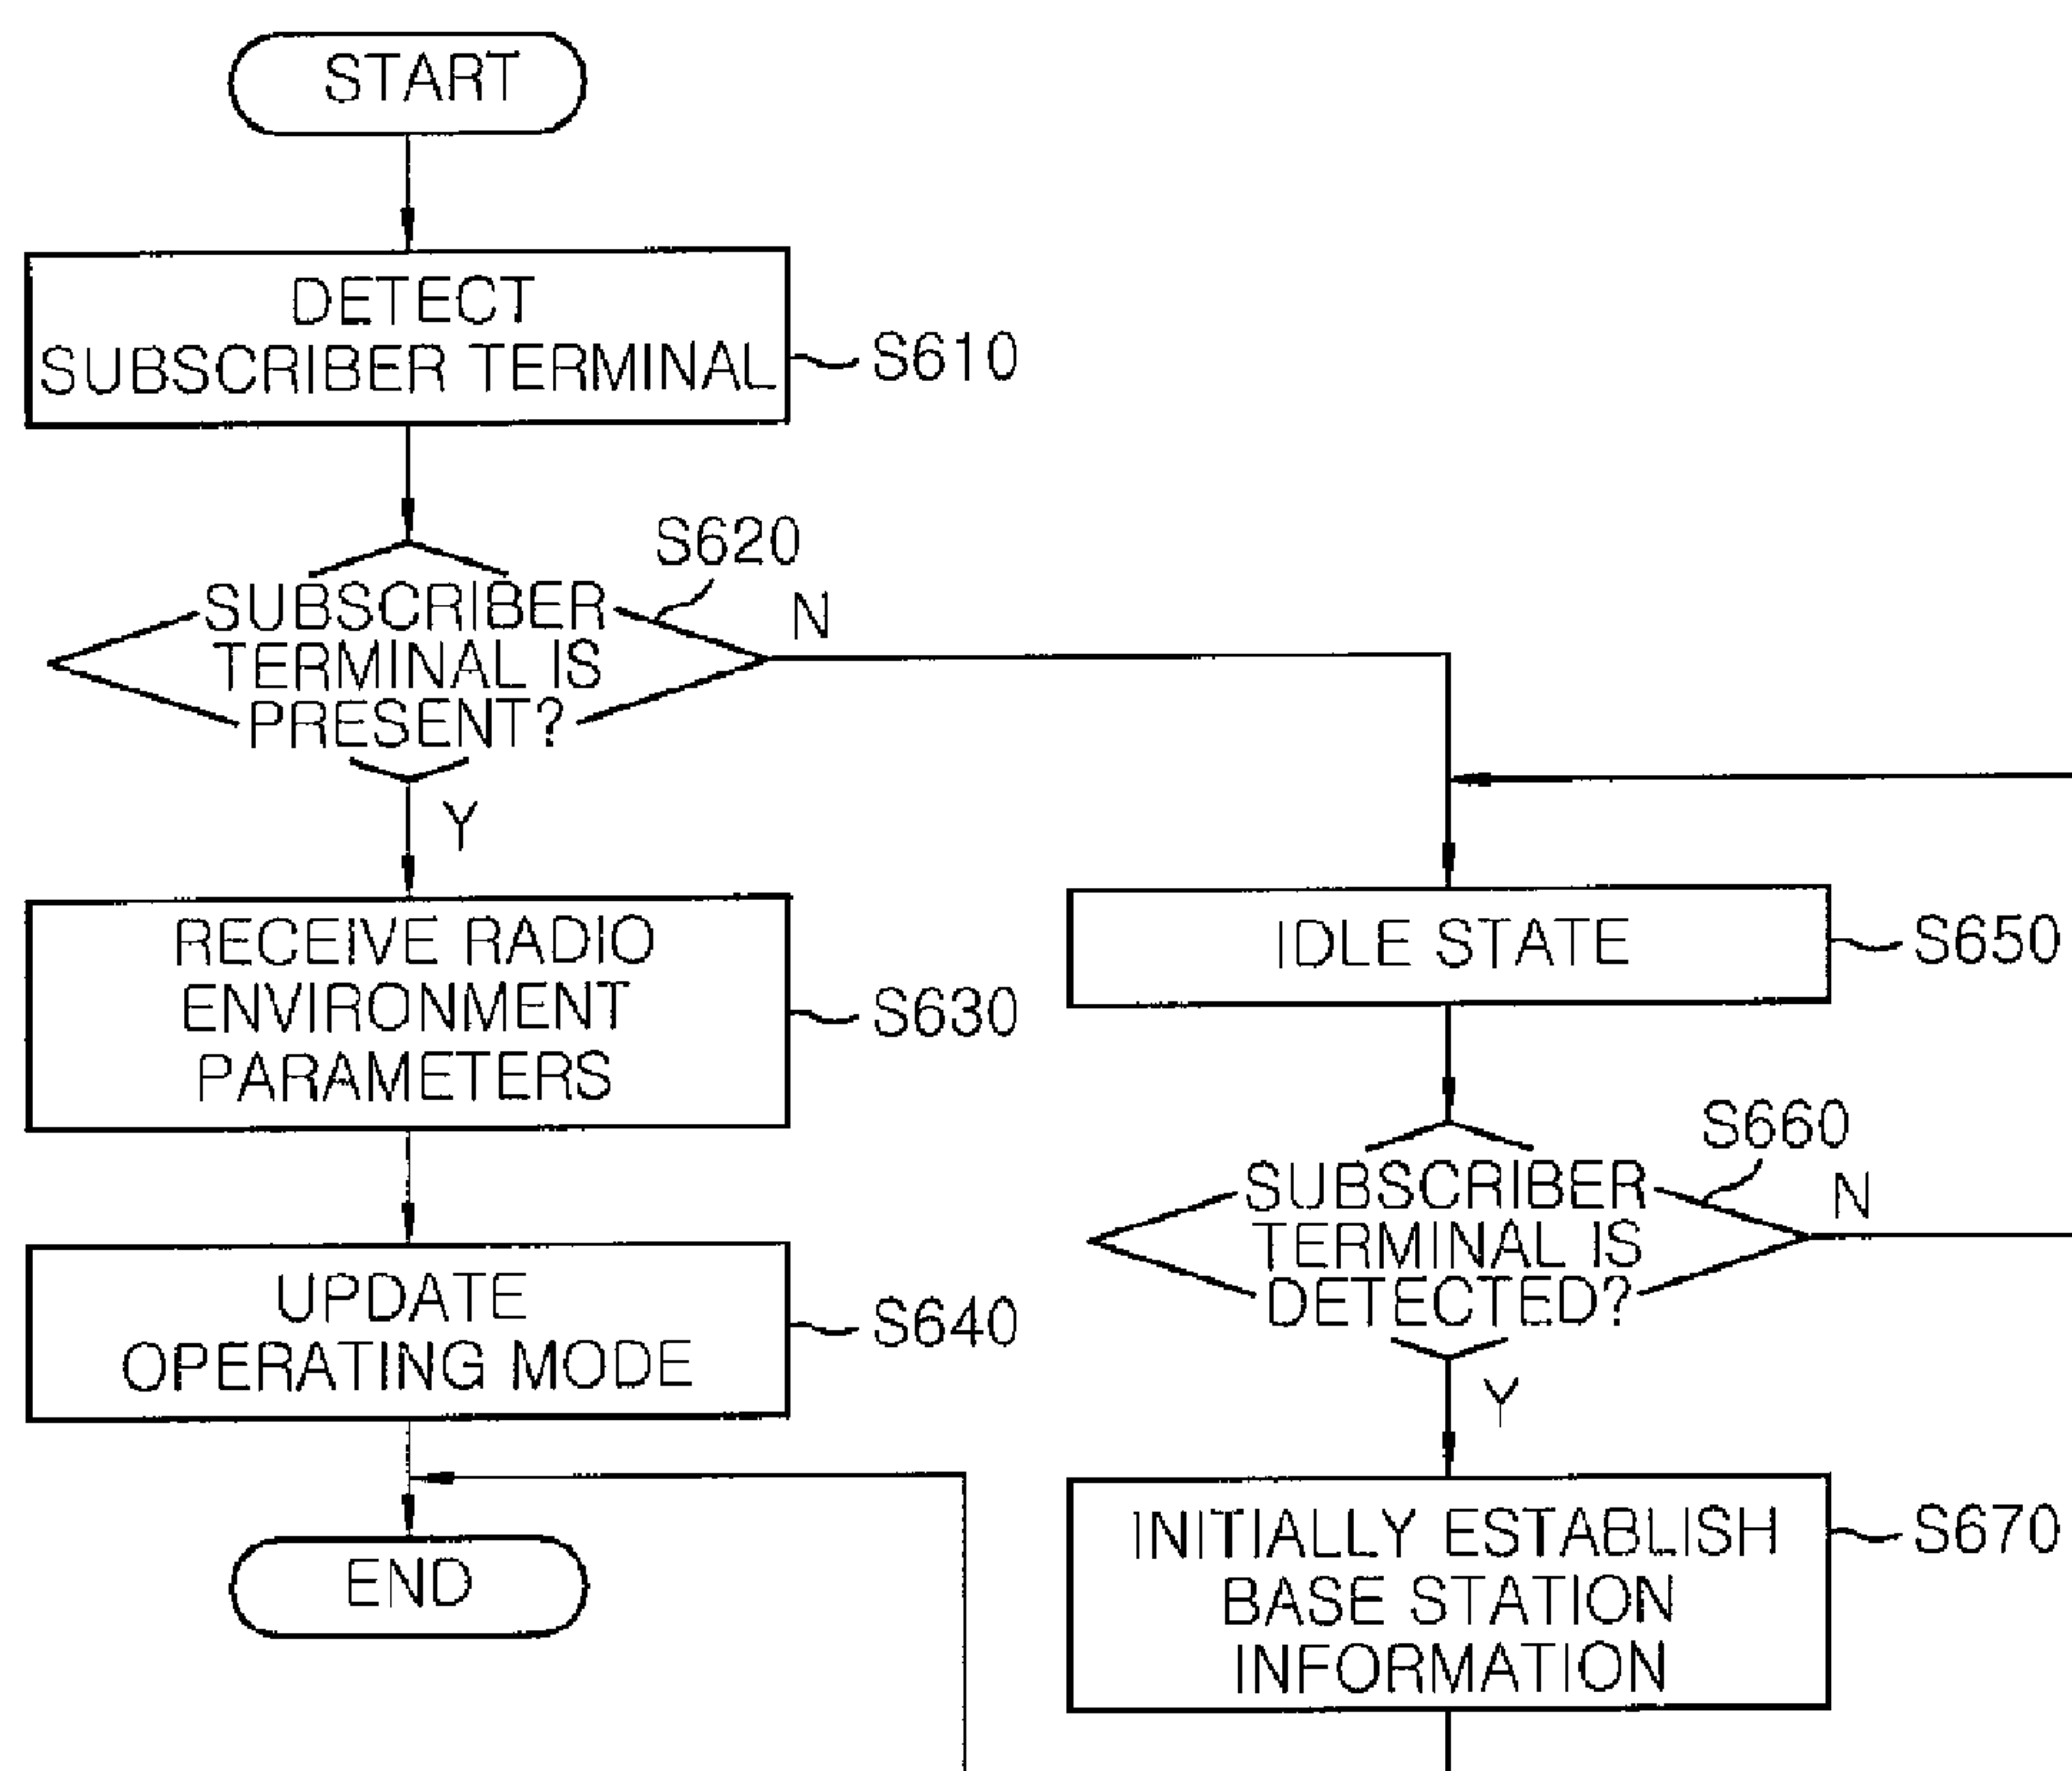 START
DETECT
SUBSCRIBER TERMINAL
S610
S620
SUBSCRIBER
TERMINAL IS
PRESENT?
N
Y
RECEIVE RADIO
ENVIRONMENT
PARAMETERS
S630
UPDATE
OPERATING MODE
S640
END
IDLE STATE
S650
S660
SUBSCRIBER
TERMINAL IS
DETECTED?
N
Y
INITIALLY ESTABLISH
BASE STATION
INFORMATION
S670